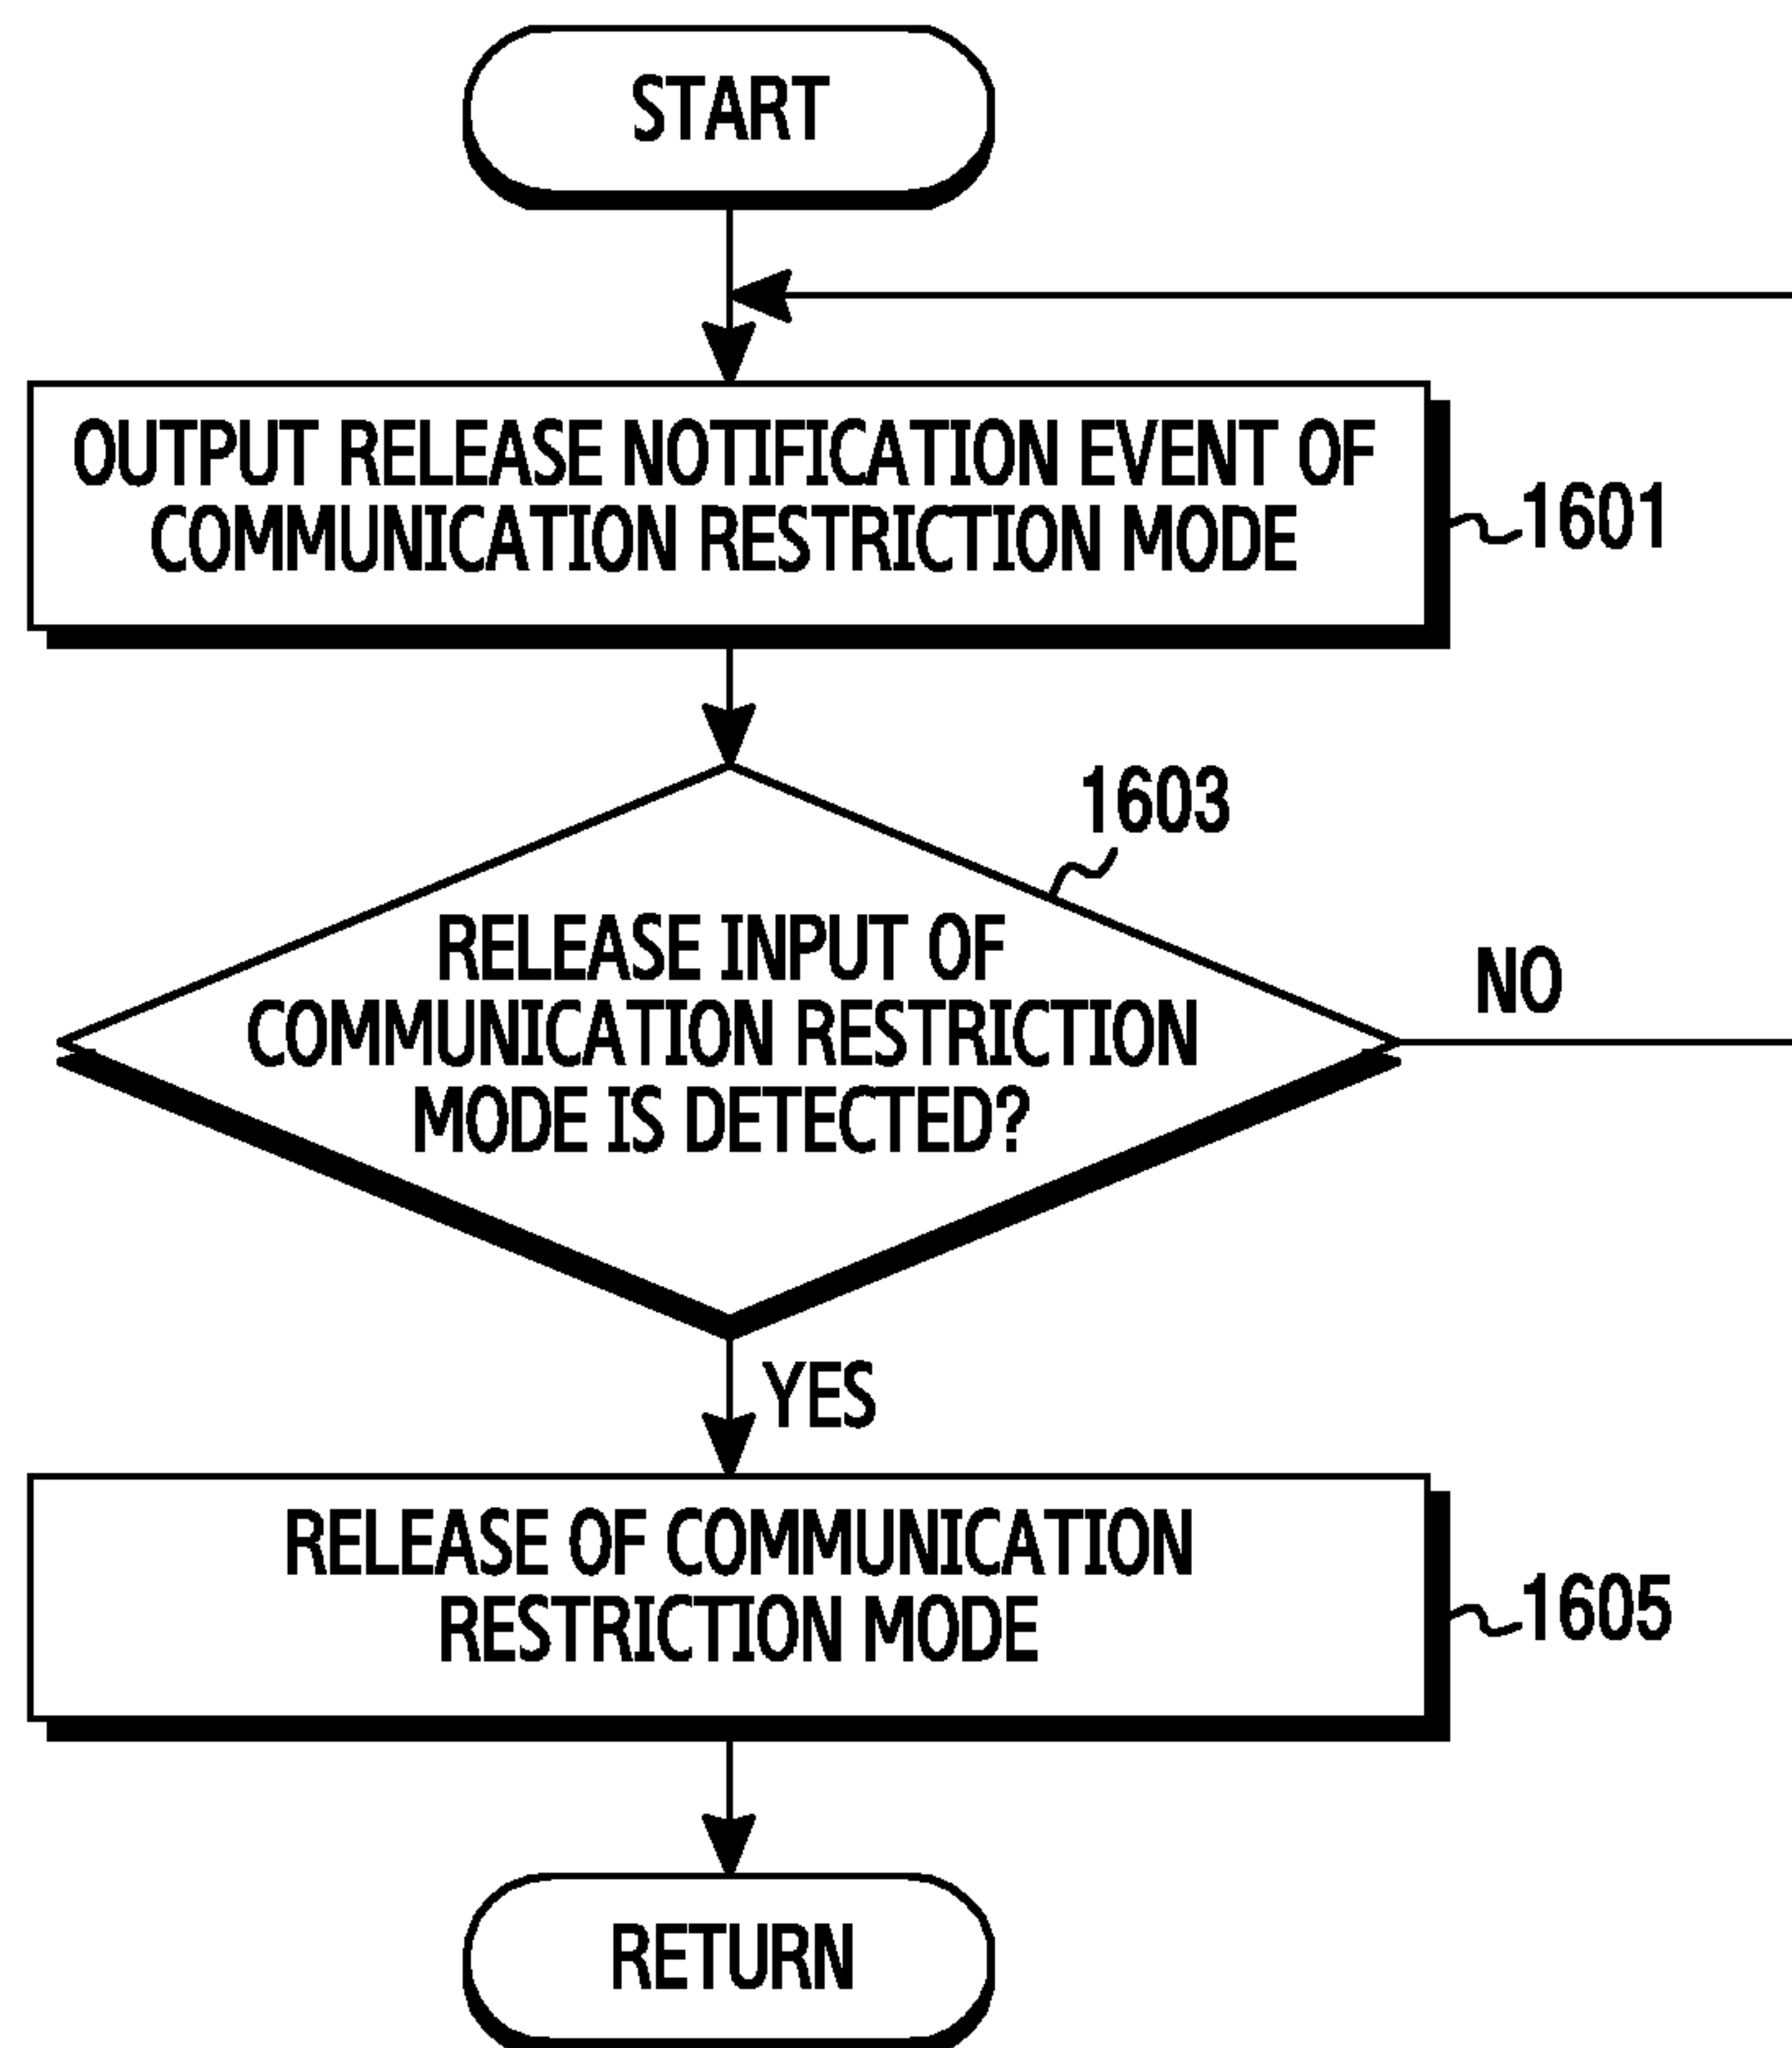 START
OUTPUT RELEASE NOTIFICATION EVENT OF
COMMUNICATION RESTRICTION MODE
1601
1603
RELEASE INPUT OF
COMMUNICATION RESTRICTION
MODE IS DETECTED?
NO
YES
RELEASE OF COMMUNICATION
RESTRICTION MODE
1605
RETURN